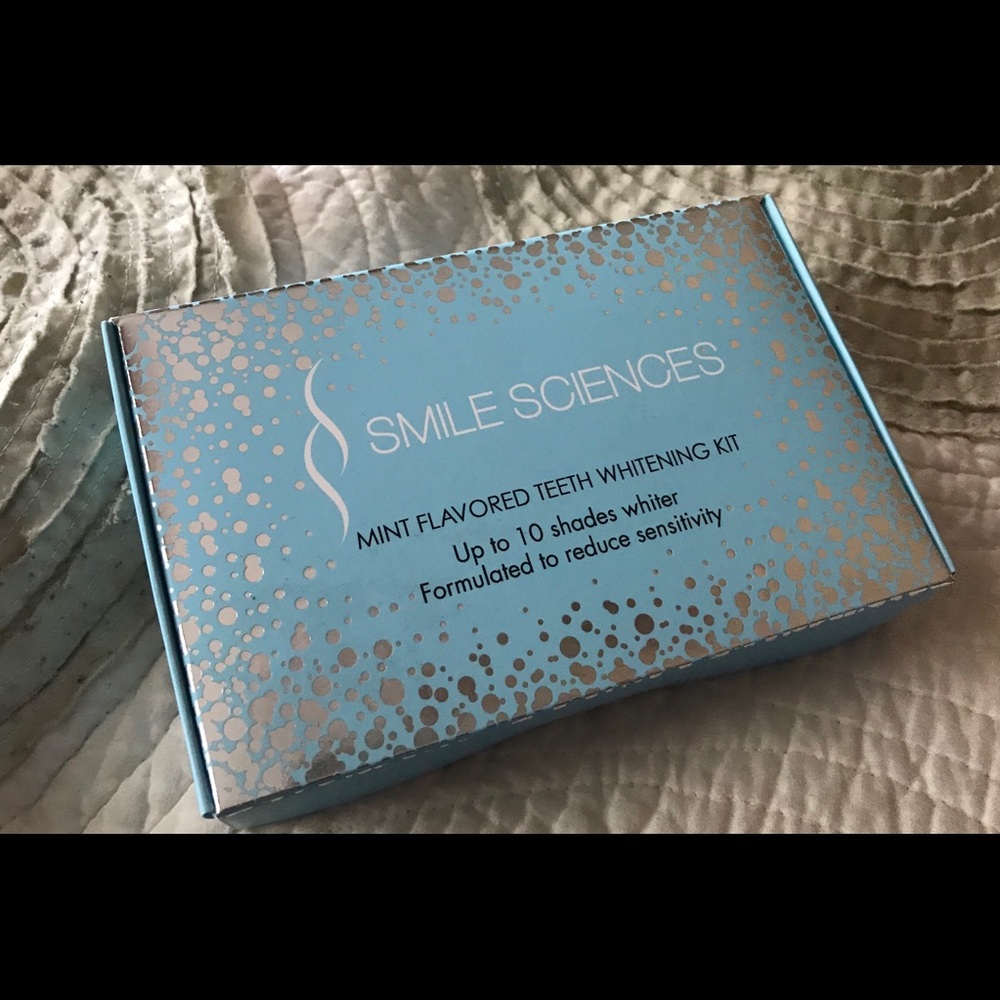 SMILE SCIENCES
MINT FLAVORED TEETH WHITENING KIT
Up to 10 shades whiter
Formulated to reduce sensitivity